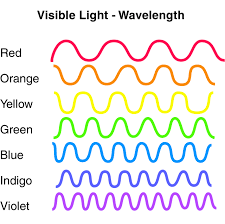 Visible Light - Wavelength
Red
Orange
Yellow
Green
Blue
Indigo
Violet